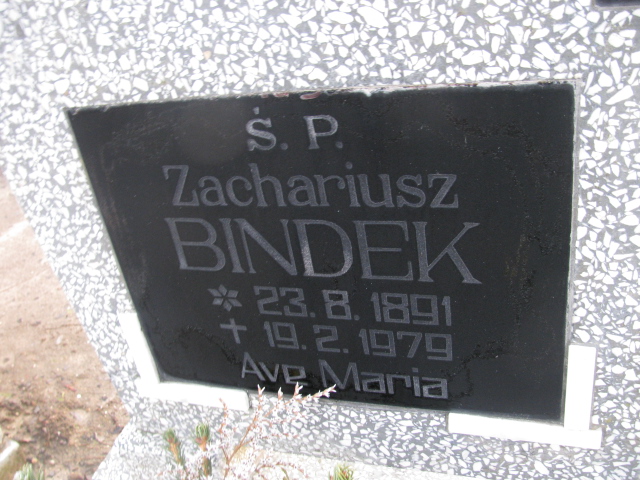 Ś. P.
Zachariusz
BINDEK
* 23. 8. 1891
+ 19. 2. 1979
Ave Maria